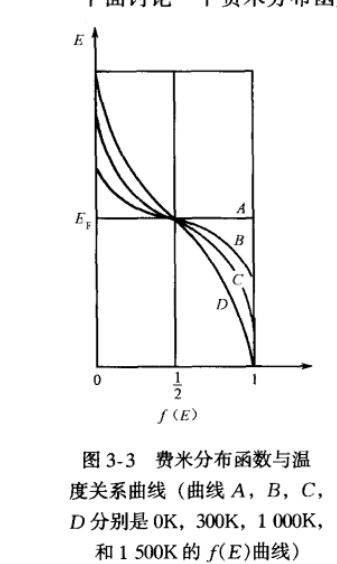 下面讨论一下费米分布函
E
A
E_F
B
C
D
0
1/2
1
f(E)
图 3-3 费米分布函数与温
度关系曲线（曲线 A，B，C，
D 分别是 0K，300K，1 000K，
和 1 500K 的 f(E)曲线）